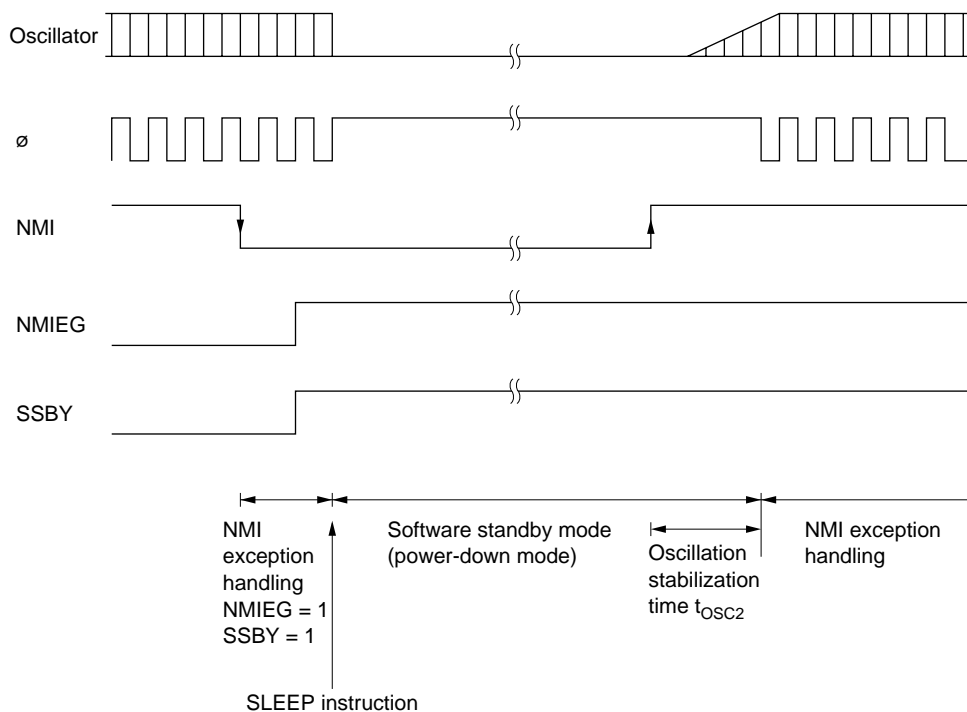 Oscillator
ø
NMI
NMIEG
SSBY
NMI
exception
handling
NMIEG = 1
SSBY = 1
Software standby mode
(power-down mode)
Oscillation
stabilization
time tOSC2
NMI exception
handling
SLEEP instruction